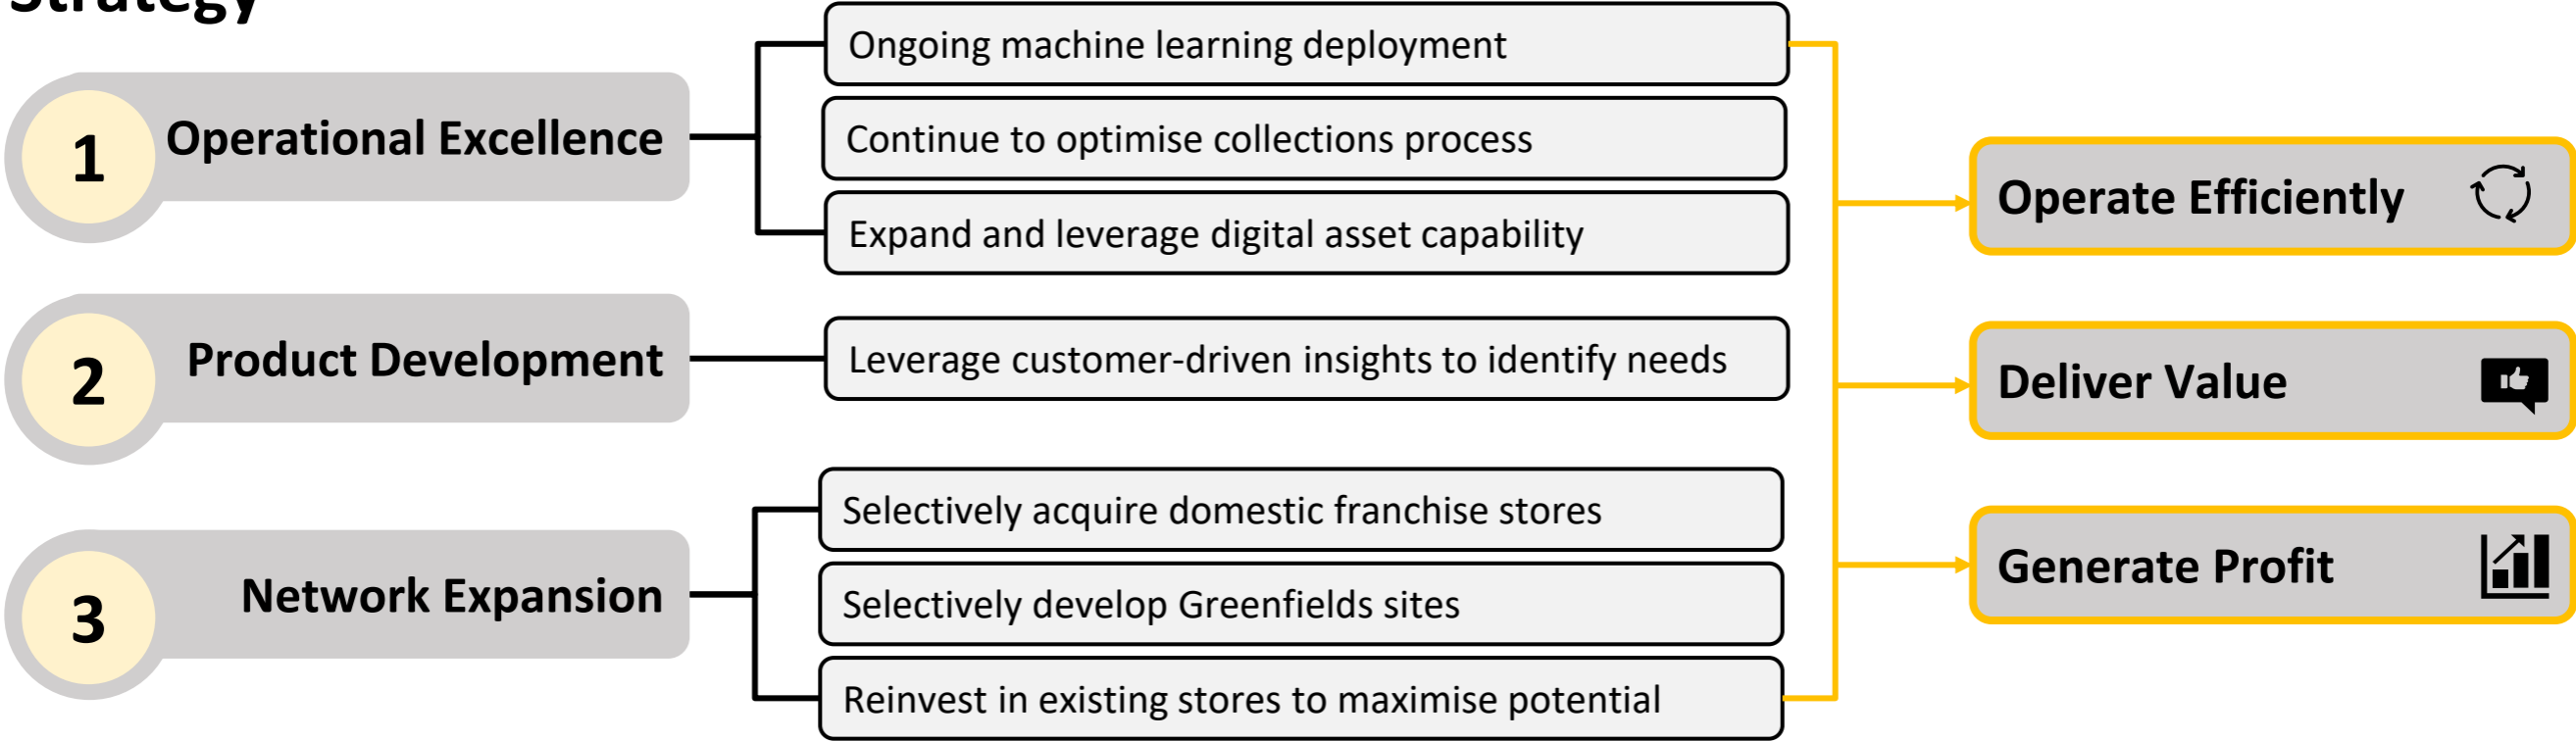 Strategy
1
Operational Excellence
Ongoing machine learning deployment
Continue to optimise collections process
Expand and leverage digital asset capability
2
Product Development
Leverage customer-driven insights to identify needs
3
Network Expansion
Selectively acquire domestic franchise stores
Selectively develop Greenfields sites
Reinvest in existing stores to maximise potential
Operate Efficiently
Deliver Value
Generate Profit